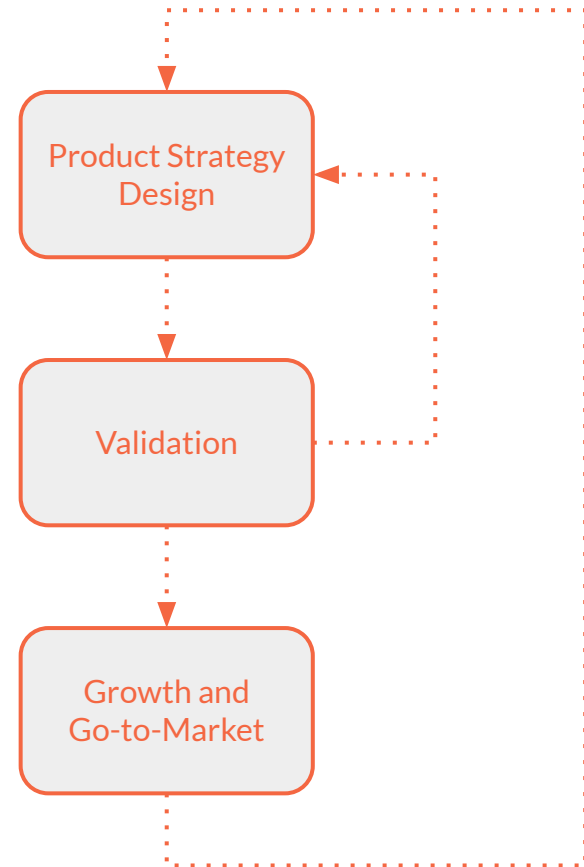 Product Strategy
Design
Validation
Growth and
Go-to-Market